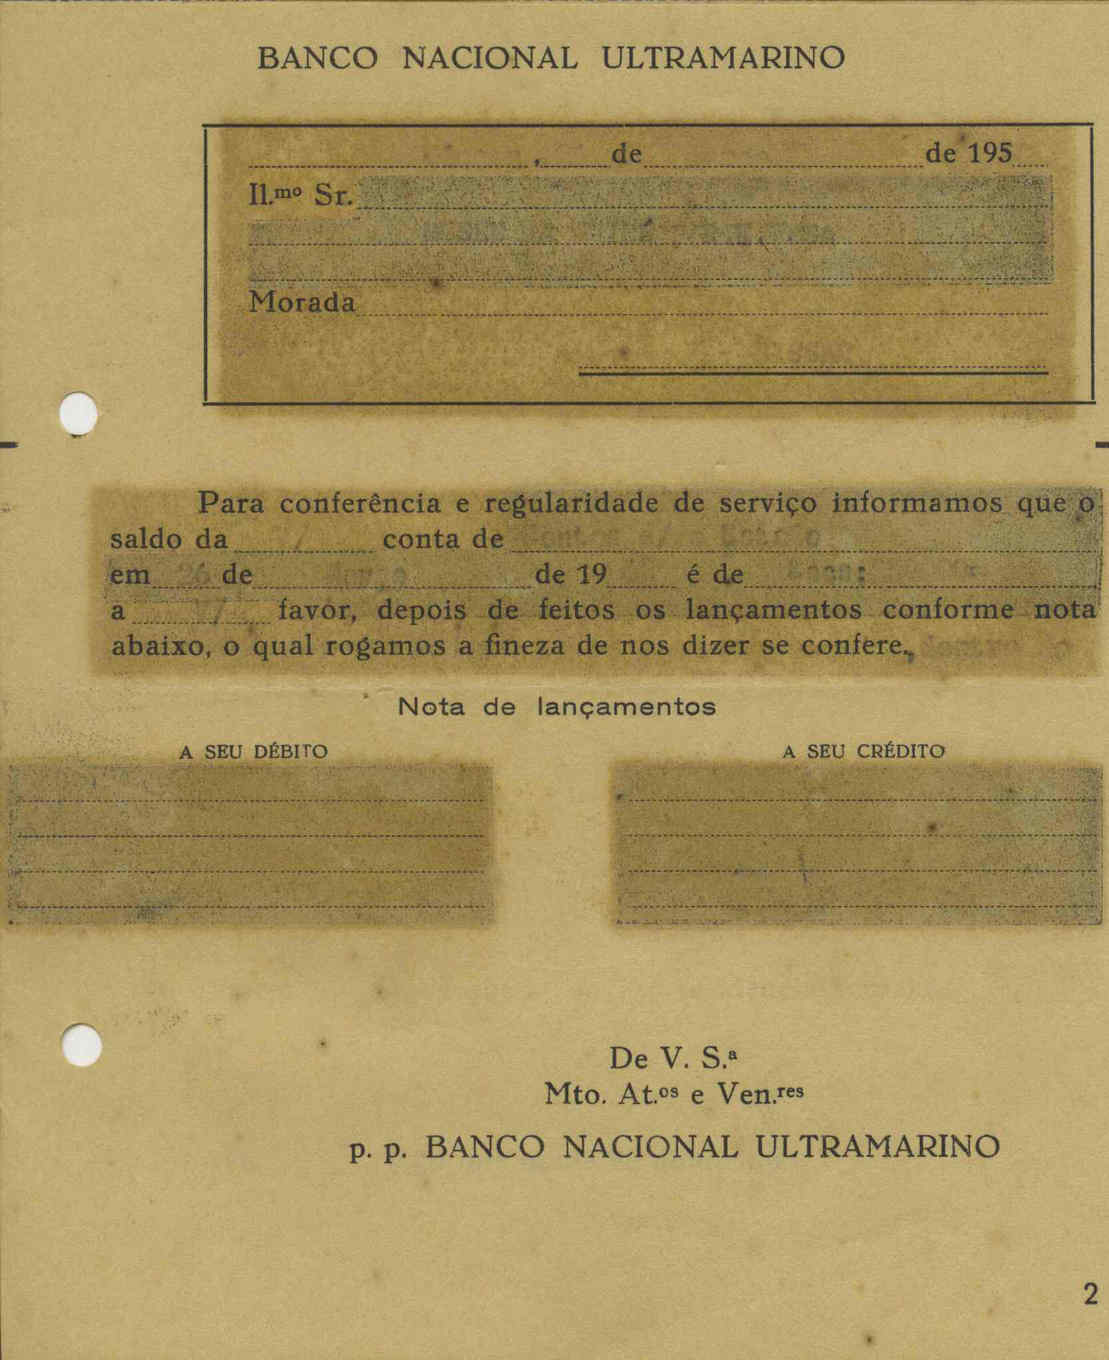 BANCO NACIONAL ULTRAMARINO
, de de 195
Il.mo Sr.
Morada
Para conferência e regularidade de serviço informamos que o
saldo da conta de
em 26 de de 19 é de
a favor, depois de feitos os lançamentos conforme nota
abaixo, o qual rogamos a fineza de nos dizer se confere.
Nota de lançamentos
A SEU DÉBITO
A SEU CRÉDITO
De V. S.ª
Mto. At.os e Ven.res
p. p. BANCO NACIONAL ULTRAMARINO
2